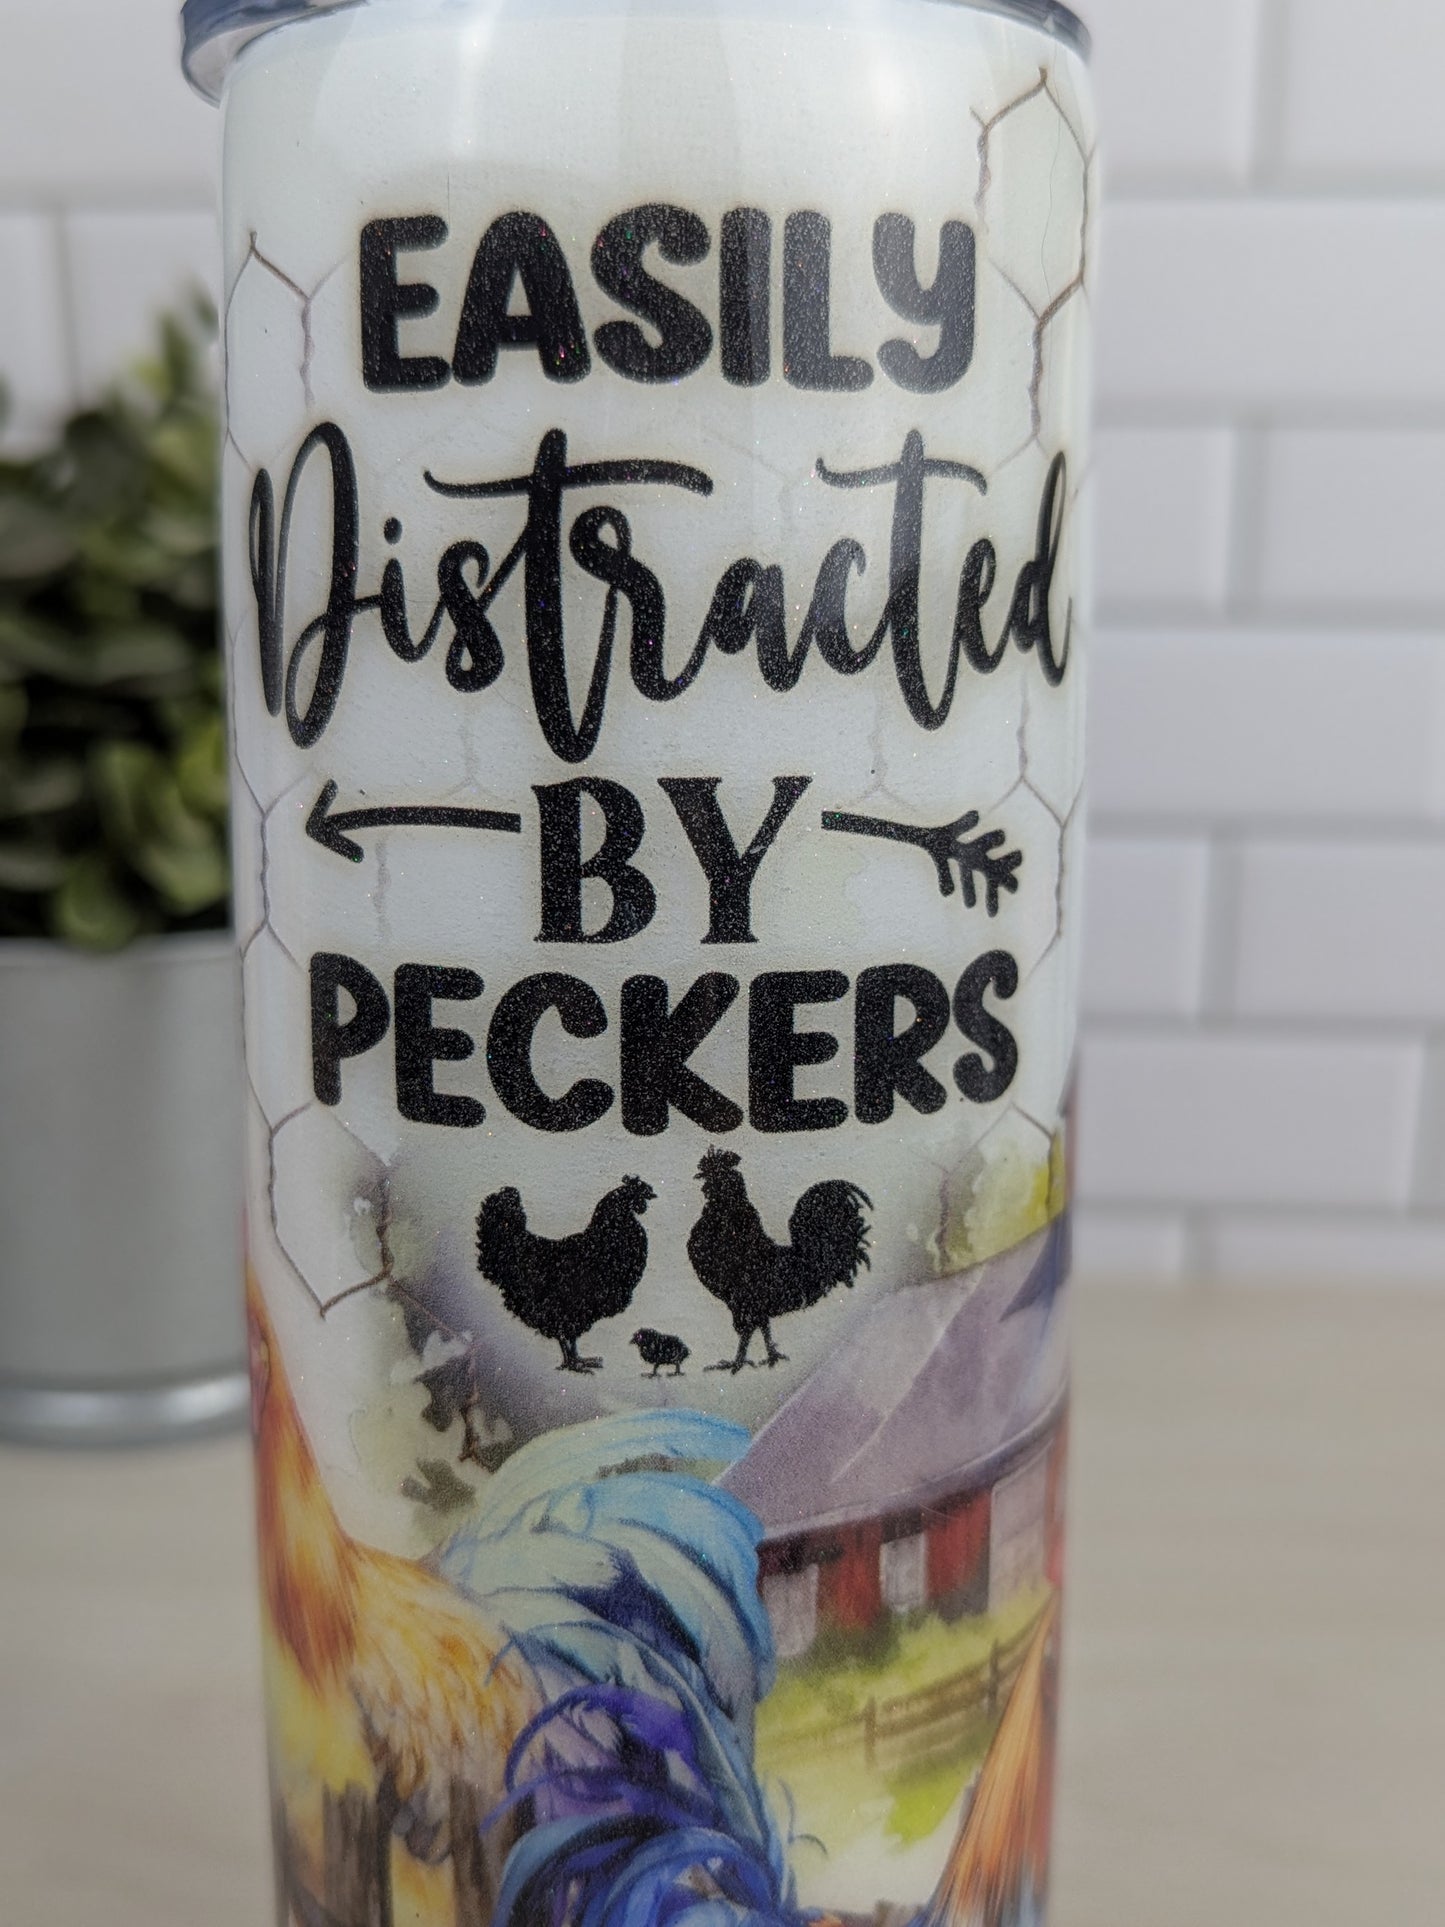 EASILY
Distracted
BY
PECKERS